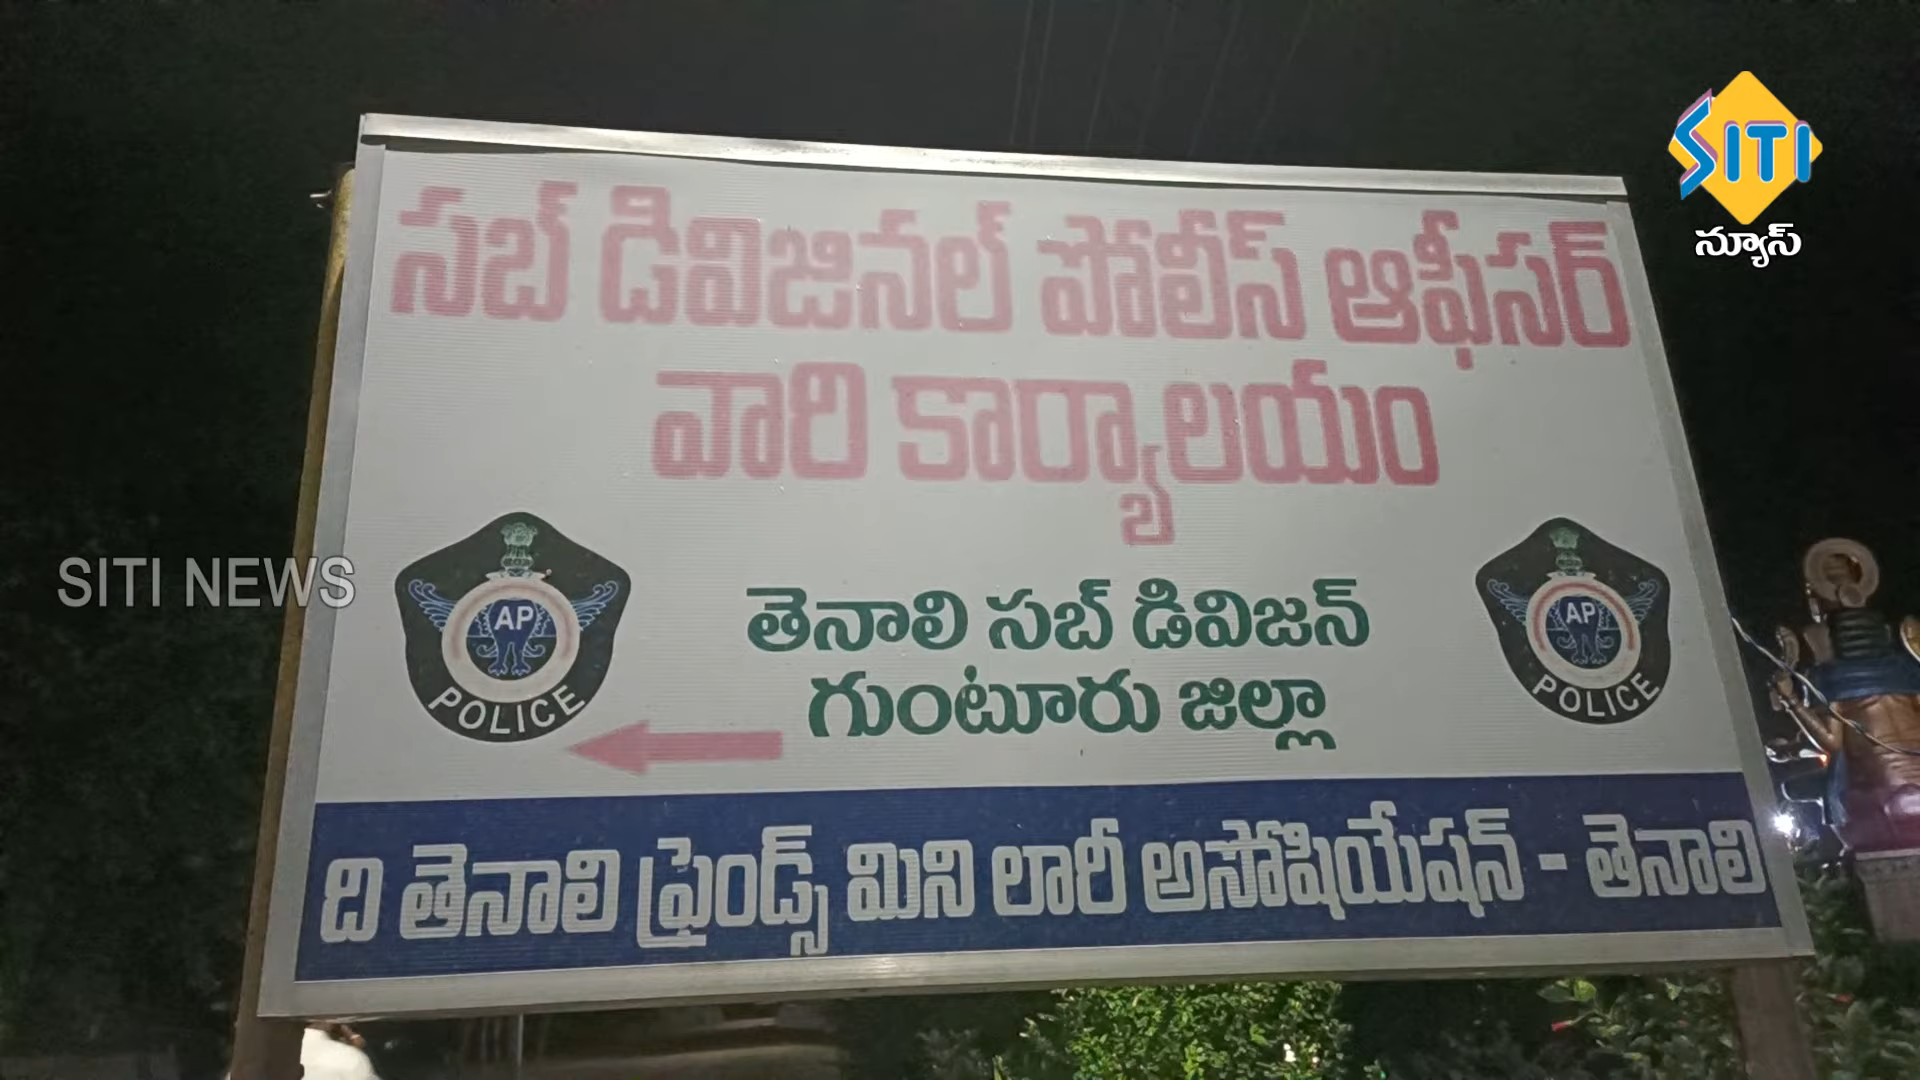 SITI
న్యూస్
సబ్ డివిజినల్ పోలీస్ ఆఫీసర్
వారి కార్యాలయం
SITI NEWS
AP
POLICE
తెనాలి సబ్ డివిజన్
గుంటూరు జిల్లా
AP
POLICE
ది తెనాలి ఫ్రెండ్స్ మిని లారీ అసోషియేషన్ - తెనాలి